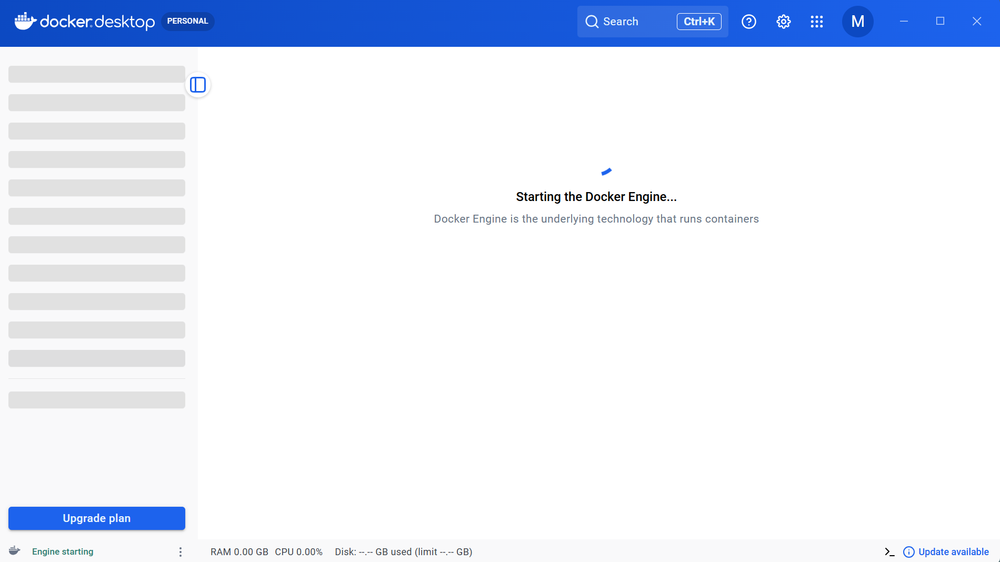 docker.desktop PERSONAL
Search Ctrl+K
M
Starting the Docker Engine...
Docker Engine is the underlying technology that runs containers
Upgrade plan
Engine starting
RAM 0.00 GB CPU 0.00% Disk: --.-- GB used (limit --.-- GB)
Update available